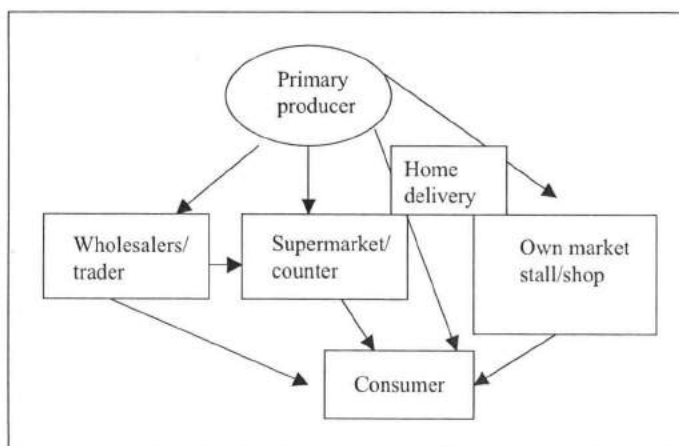 Primary
producer
Home
delivery
Wholesalers/
trader
Supermarket/
counter
Own market
stall/shop
Consumer